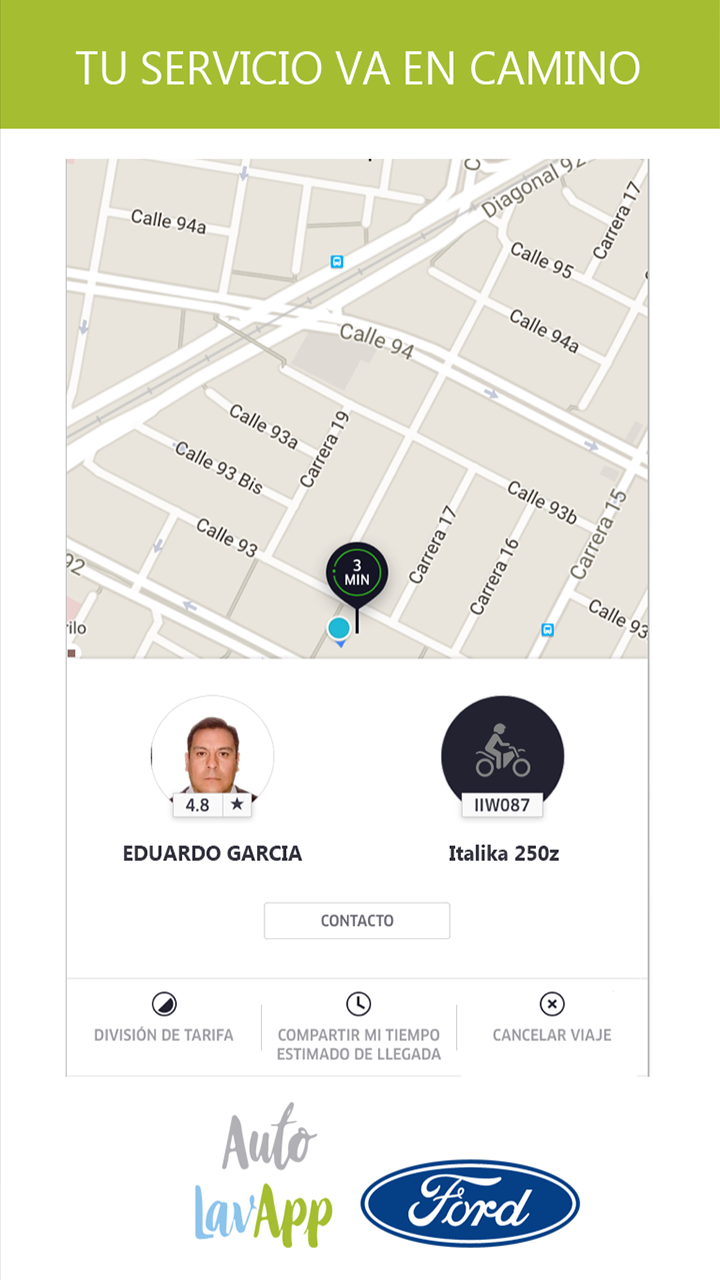 TU SERVICIO VA EN CAMINO
Diagonal 92
Carrera 17
Calle 94a
Calle 95
Calle 94a
Calle 94
Calle 93a
Carrera 19
Calle 93 Bis
Calle 93b
Carrera 15
Calle 93
Carrera 17
Carrera 16
92
3
MIN
Calle 93
ilo
4.8 ★
IIW087
EDUARDO GARCIA
Italika 250z
CONTACTO
DIVISIÓN DE TARIFA
COMPARTIR MI TIEMPO
ESTIMADO DE LLEGADA
CANCELAR VIAJE
Auto
LavApp
Ford